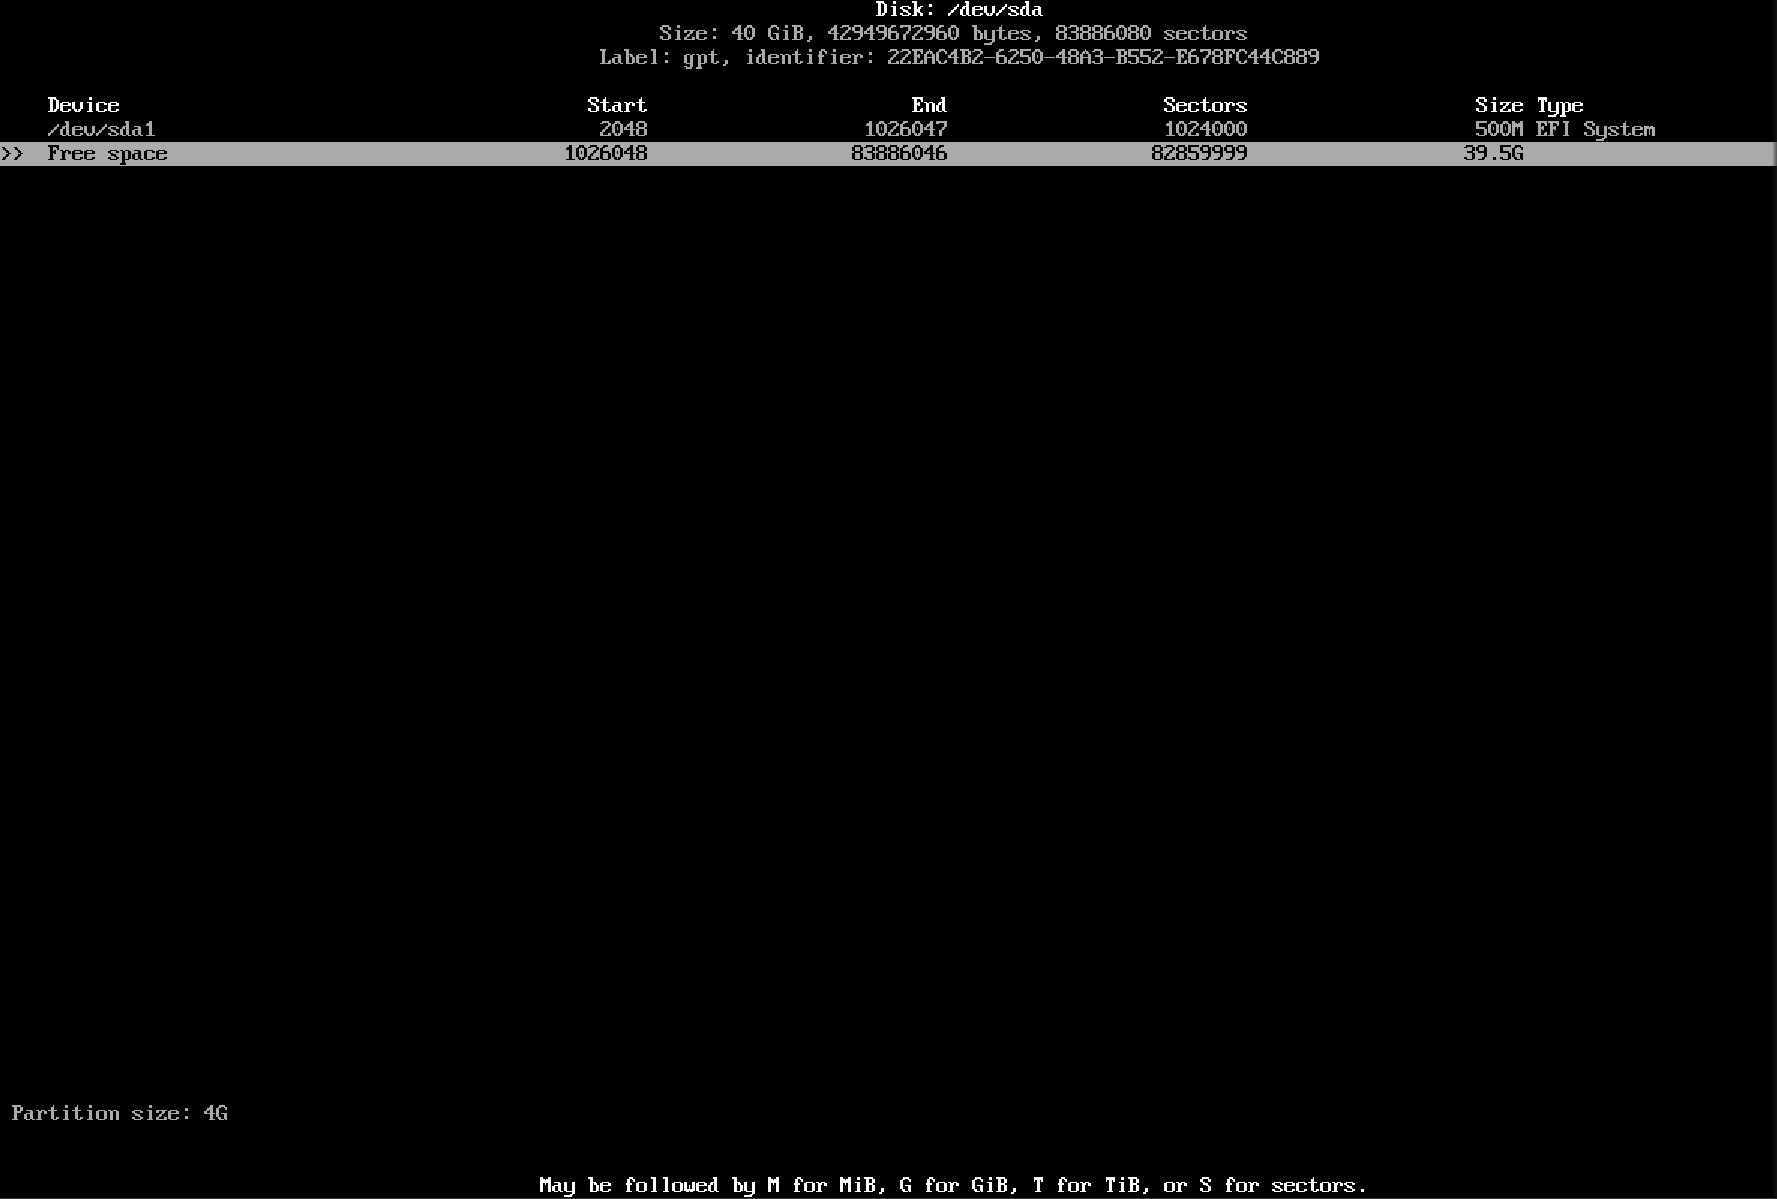 Disk: /dev/sda
Size: 40 GiB, 42949672960 bytes, 83886080 sectors
Label: gpt, identifier: 22EAC4B2-6250-48A3-B552-E678FC44C889
Device Start End Sectors Size Type
/dev/sda1 2048 1026047 1024000 500M EFI System
>> Free space 1026048 83886046 82859999 39.5G
Partition size: 4G
May be followed by M for MiB, G for GiB, T for TiB, or S for sectors.